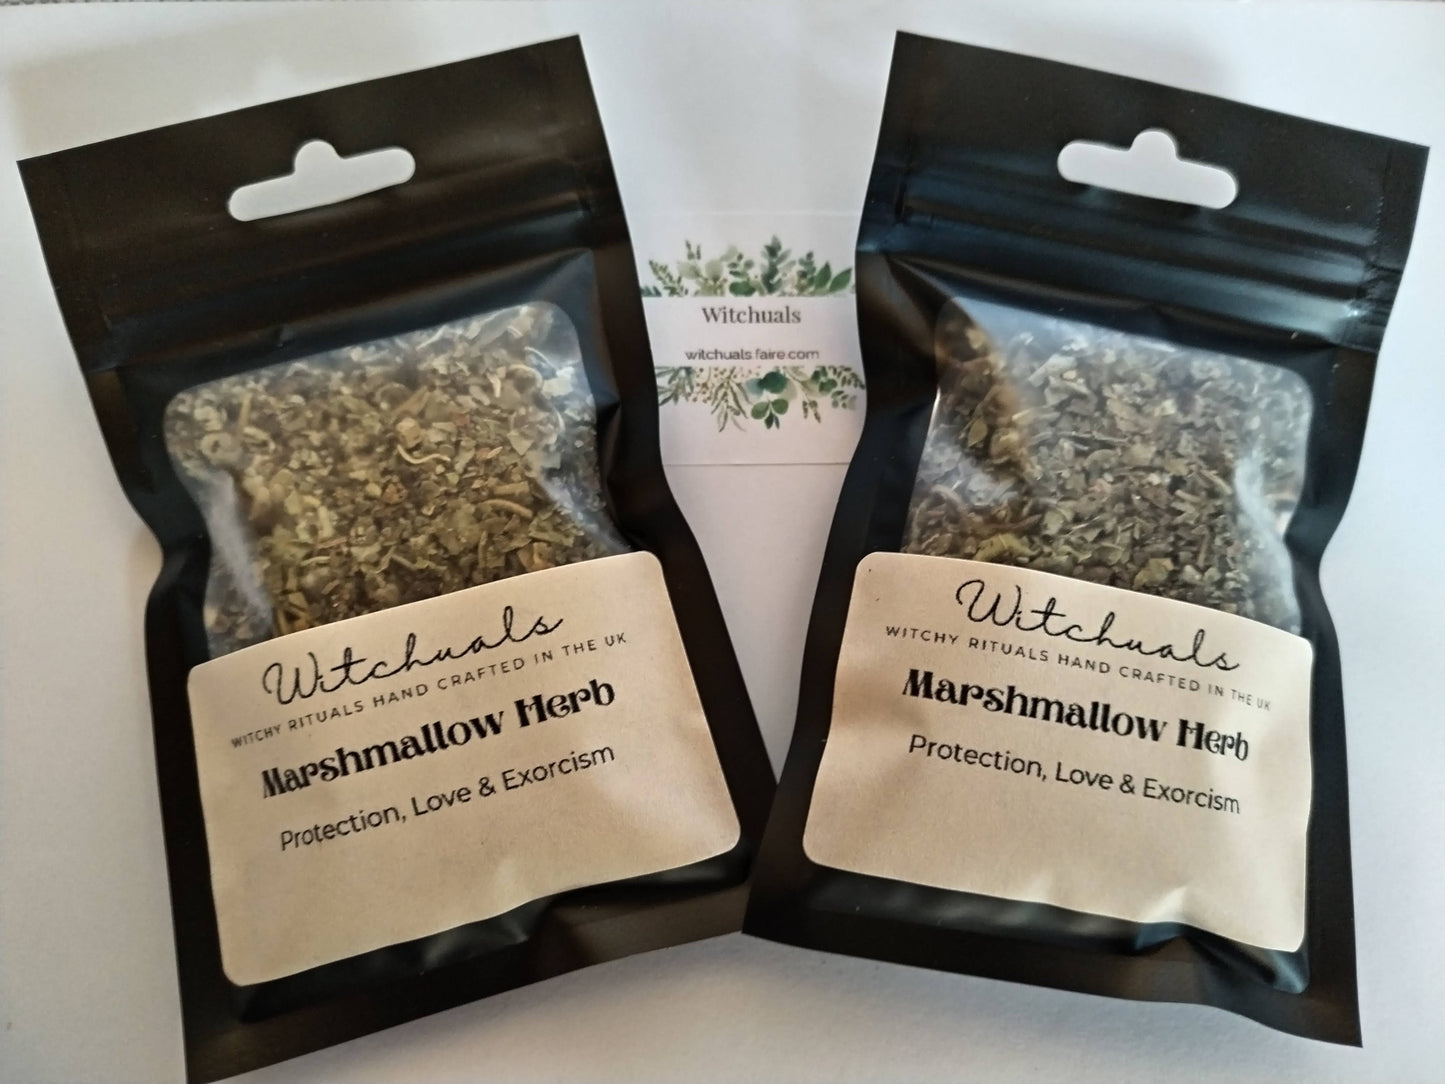 Witchuals
witchuals.faire.com
Witchuals
WITCHY RITUALS HAND CRAFTED IN THE UK
Marshmallow Herb
Protection, Love & Exorcism
Witchuals
WITCHY RITUALS HAND CRAFTED IN THE UK
Marshmallow Herb
Protection, Love & Exorcism